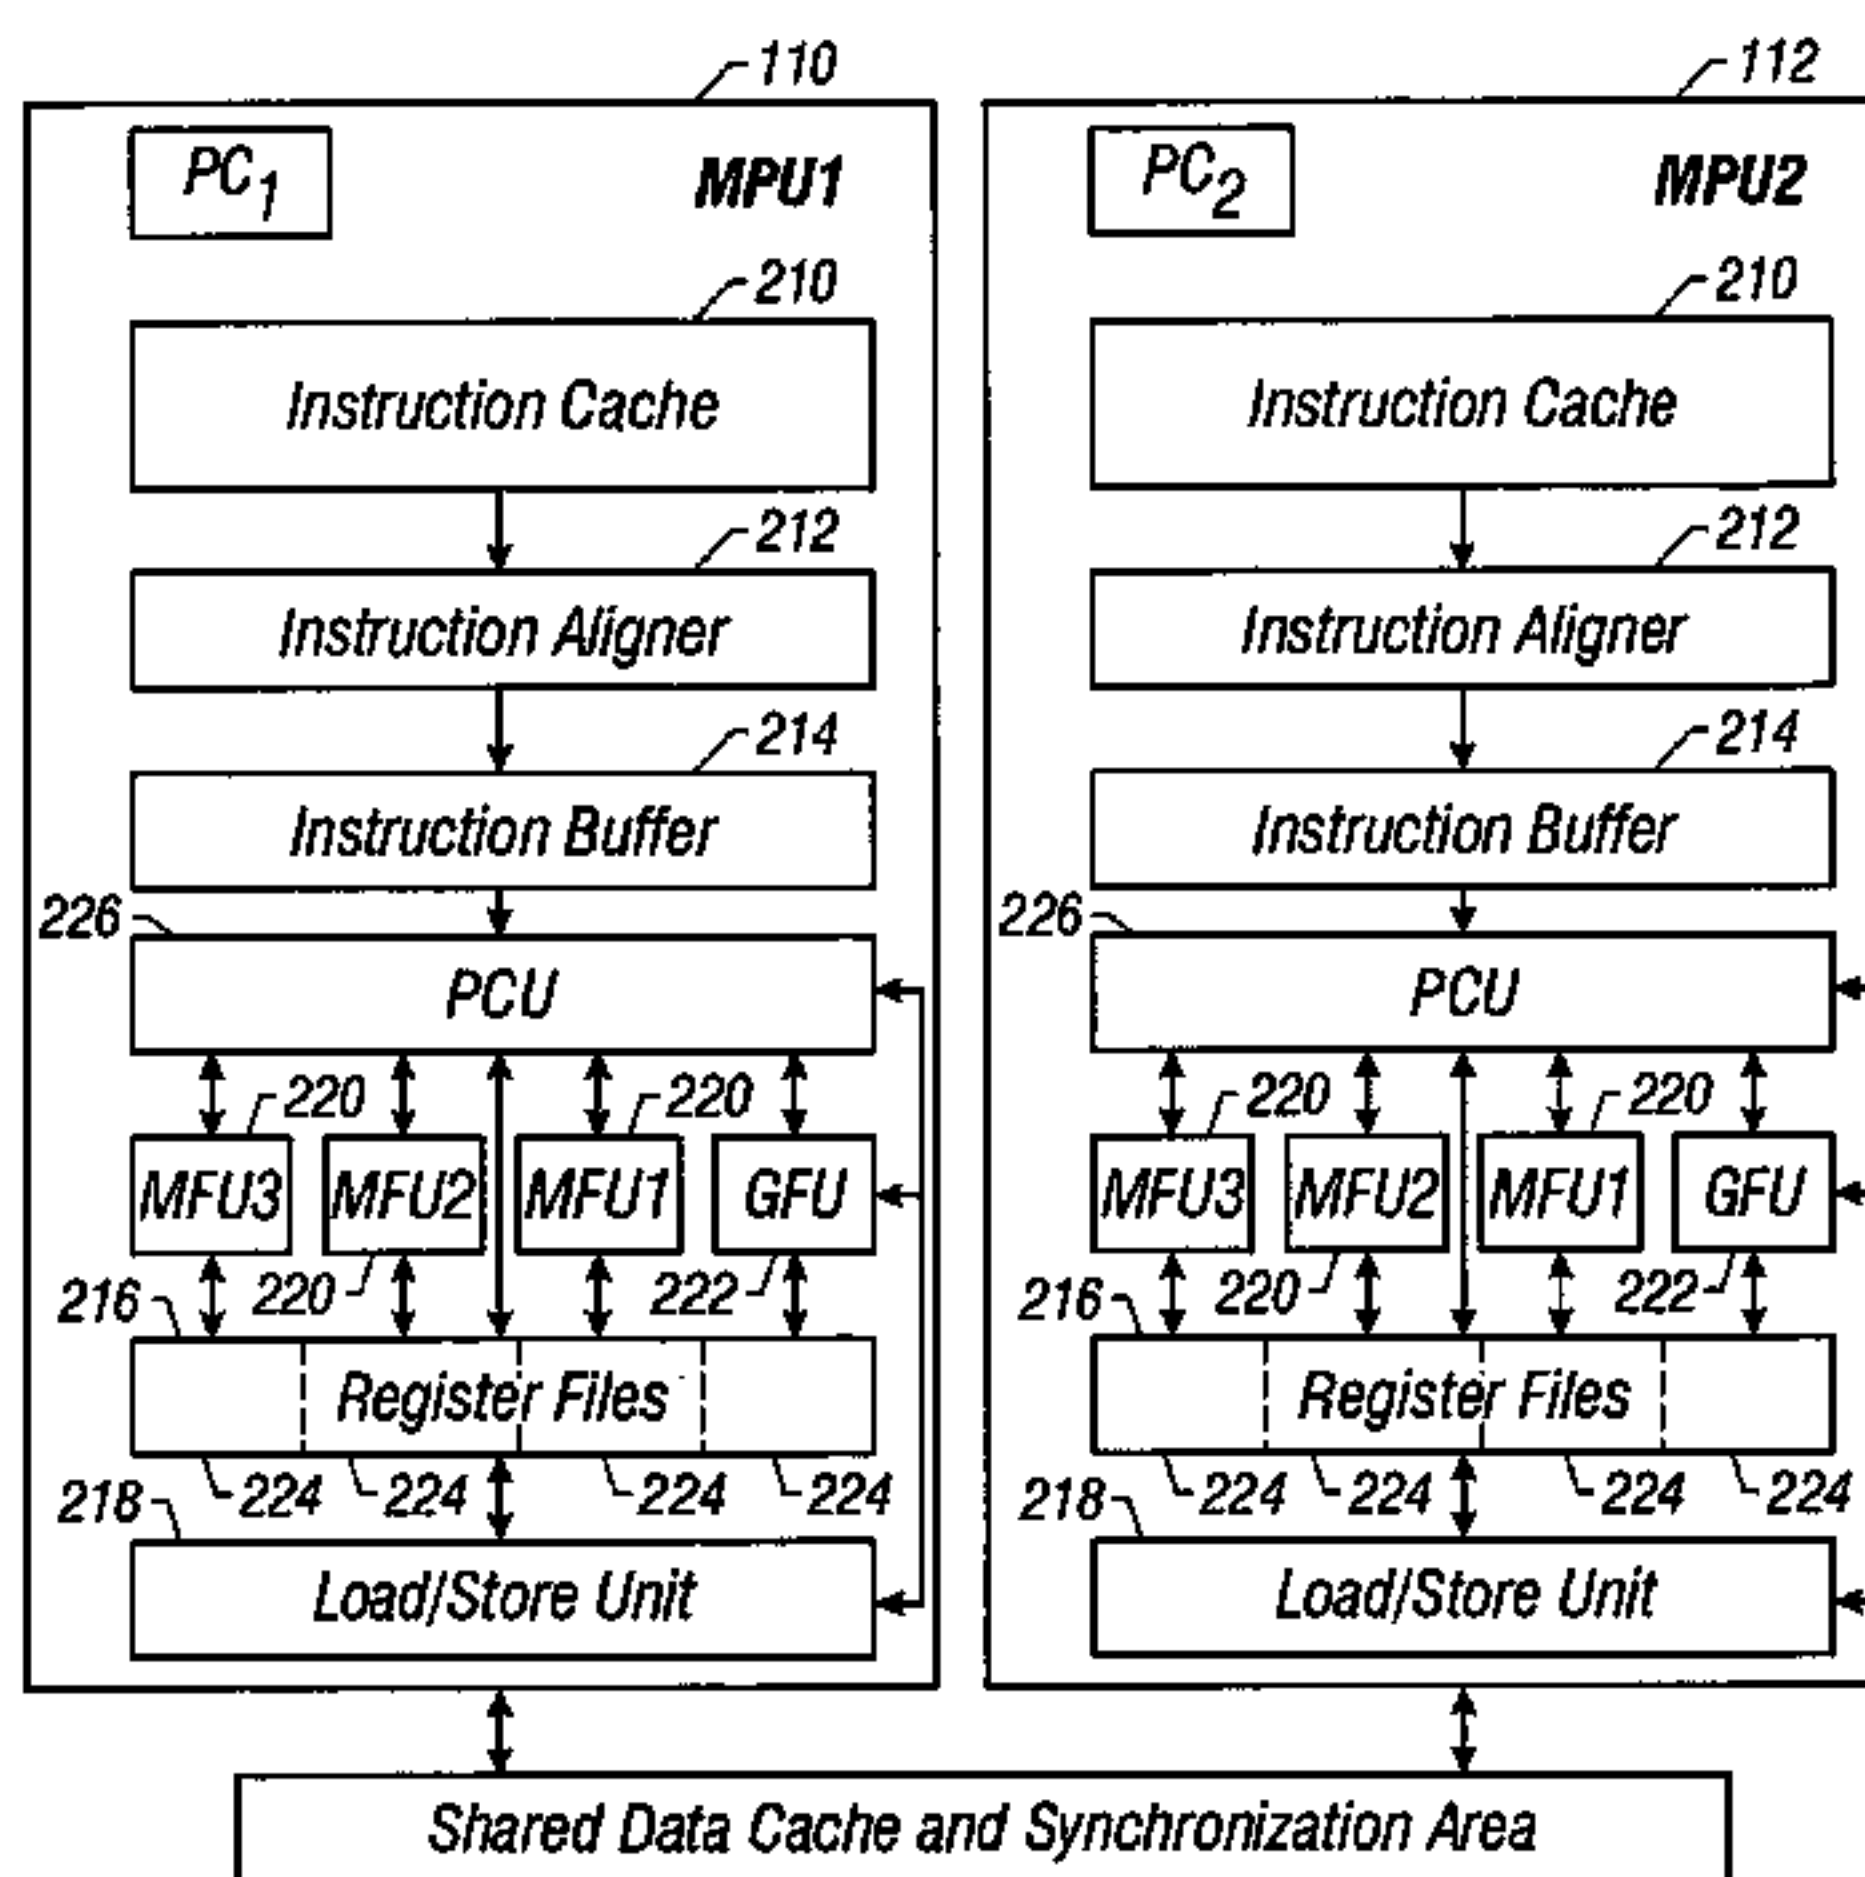 110
PC1
MPU1
210
Instruction Cache
212
Instruction Aligner
214
Instruction Buffer
226
PCU
220
220
MFU3
MFU2
MFU1
GFU
216
220
222
Register Files
218
224
224
224
224
Load/Store Unit
112
PC2
MPU2
210
Instruction Cache
212
Instruction Aligner
214
Instruction Buffer
226
PCU
220
220
MFU3
MFU2
MFU1
GFU
216
220
222
Register Files
218
224
224
224
224
Load/Store Unit
Shared Data Cache and Synchronization Area